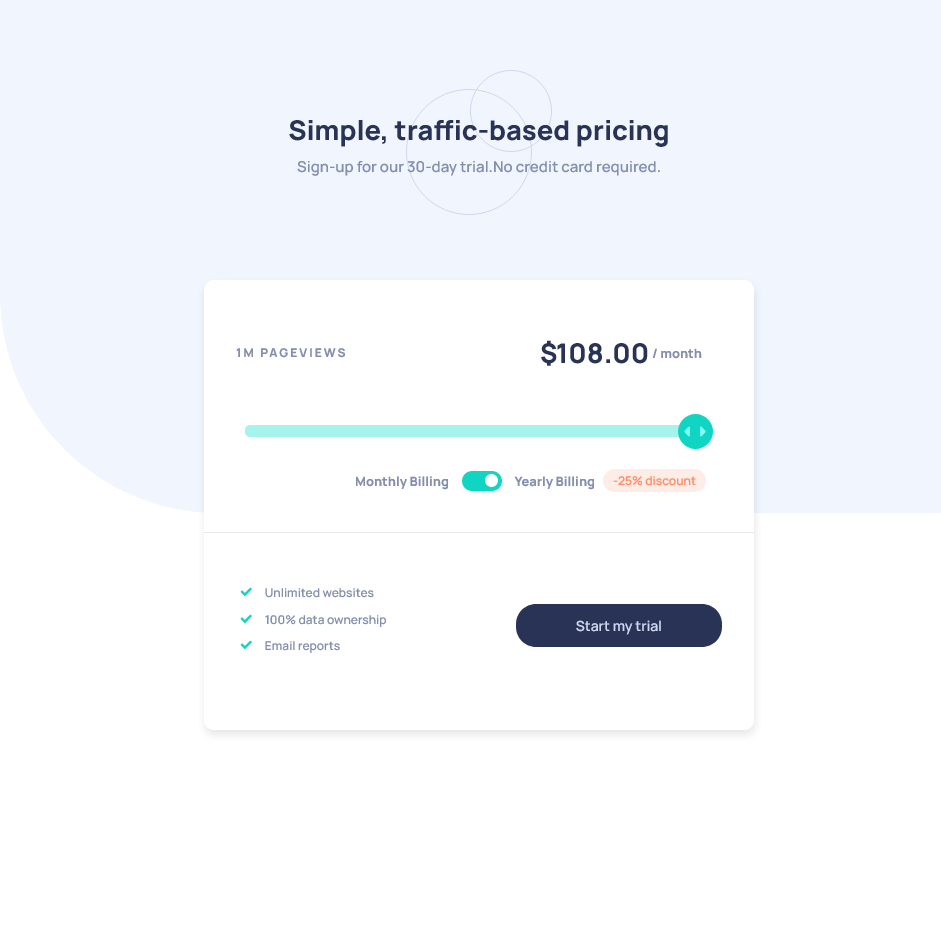 Simple, traffic-based pricing
Sign-up for our 30-day trial.No credit card required.
1M PAGEVIEWS
$108.00 / month
Monthly Billing
Yearly Billing
-25% discount
Unlimited websites
100% data ownership
Email reports
Start my trial